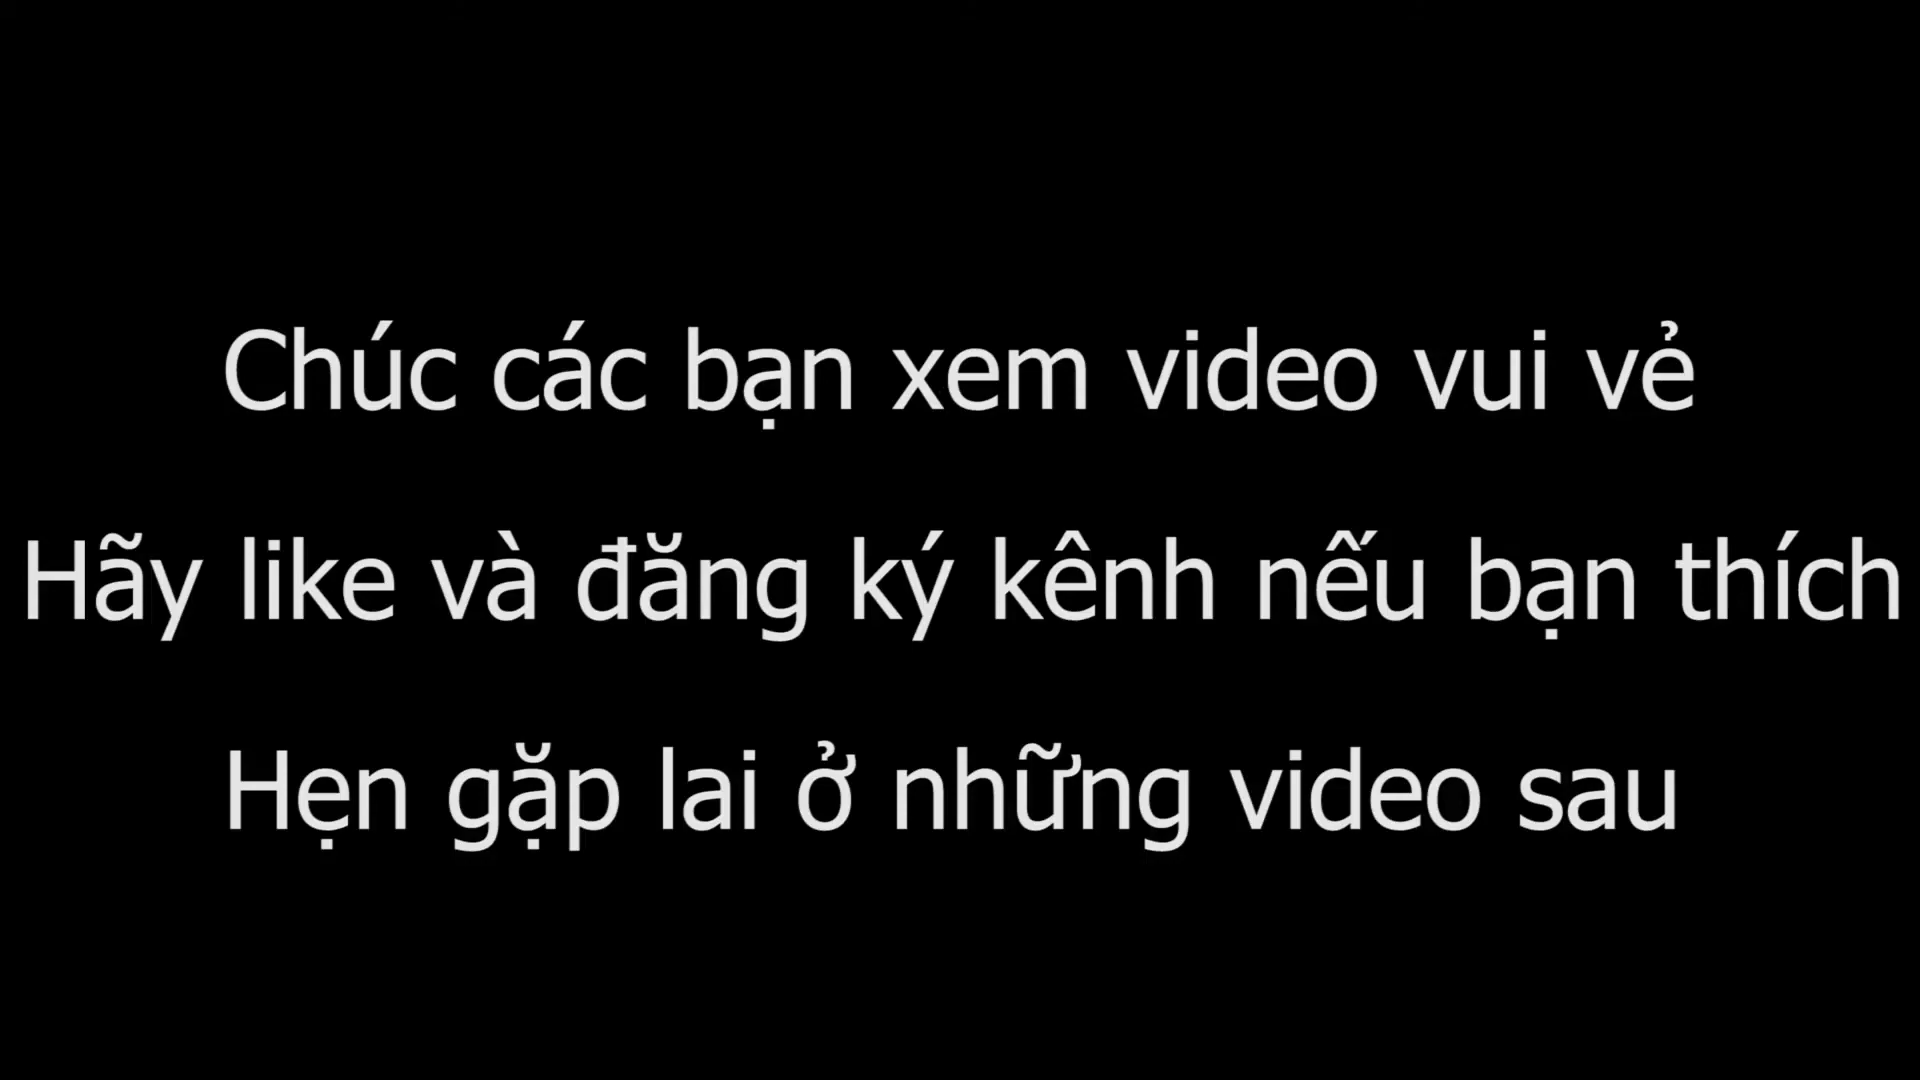 Chúc các bạn xem video vui vẻ
Hãy like và đăng ký kênh nếu bạn thích
Hẹn gặp lai ở những video sau